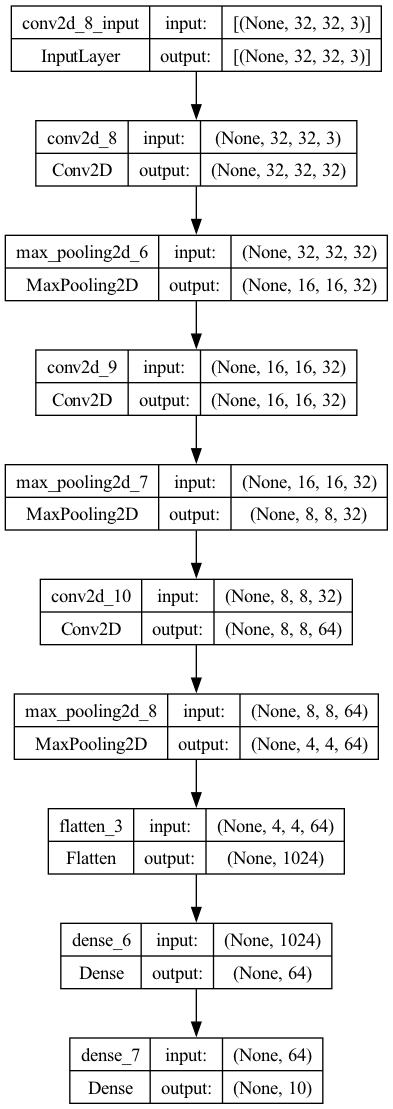 conv2d_8_input input: [(None, 32, 32, 3)]
InputLayer output: [(None, 32, 32, 3)]
conv2d_8 input: (None, 32, 32, 3)
Conv2D output: (None, 32, 32, 32)
max_pooling2d_6 input: (None, 32, 32, 32)
MaxPooling2D output: (None, 16, 16, 32)
conv2d_9 input: (None, 16, 16, 32)
Conv2D output: (None, 16, 16, 32)
max_pooling2d_7 input: (None, 16, 16, 32)
MaxPooling2D output: (None, 8, 8, 32)
conv2d_10 input: (None, 8, 8, 32)
Conv2D output: (None, 8, 8, 64)
max_pooling2d_8 input: (None, 8, 8, 64)
MaxPooling2D output: (None, 4, 4, 64)
flatten_3 input: (None, 4, 4, 64)
Flatten output: (None, 1024)
dense_6 input: (None, 1024)
Dense output: (None, 64)
dense_7 input: (None, 64)
Dense output: (None, 10)